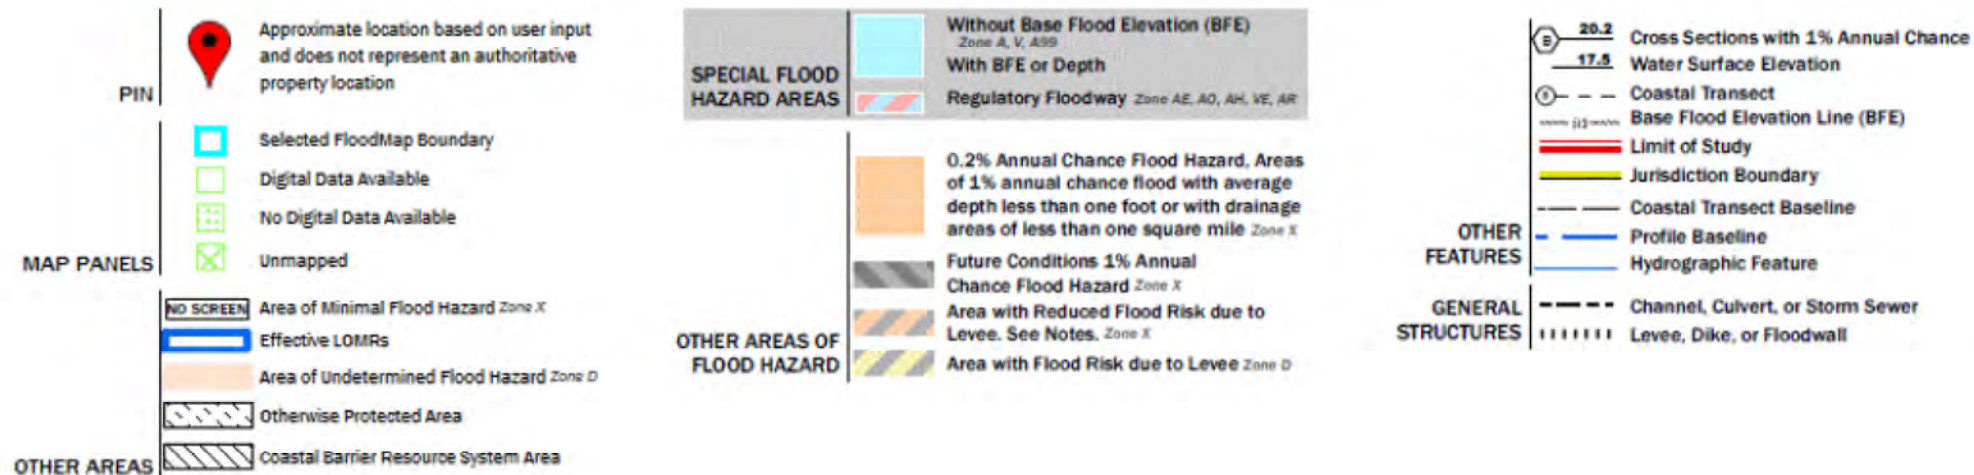 PIN
Approximate location based on user input
and does not represent an authoritative
property location
MAP PANELS
Selected FloodMap Boundary
Digital Data Available
No Digital Data Available
Unmapped
OTHER AREAS
NO SCREEN Area of Minimal Flood Hazard Zone X
Effective LOMRs
Area of Undetermined Flood Hazard Zone D
Otherwise Protected Area
Coastal Barrier Resource System Area
SPECIAL FLOOD
HAZARD AREAS
Without Base Flood Elevation (BFE)
Zone A, V, A99
With BFE or Depth
Regulatory Floodway Zone AE, AO, AH, VE, AR
OTHER AREAS OF
FLOOD HAZARD
0.2% Annual Chance Flood Hazard, Areas
of 1% annual chance flood with average
depth less than one foot or with drainage
areas of less than one square mile Zone X
Future Conditions 1% Annual
Chance Flood Hazard Zone X
Area with Reduced Flood Risk due to
Levee. See Notes. Zone X
Area with Flood Risk due to Levee Zone D
OTHER
FEATURES
B 20.2 Cross Sections with 1% Annual Chance
17.5 Water Surface Elevation
Coastal Transect
Base Flood Elevation Line (BFE)
Limit of Study
Jurisdiction Boundary
Coastal Transect Baseline
Profile Baseline
Hydrographic Feature
GENERAL
STRUCTURES
Channel, Culvert, or Storm Sewer
Levee, Dike, or Floodwall